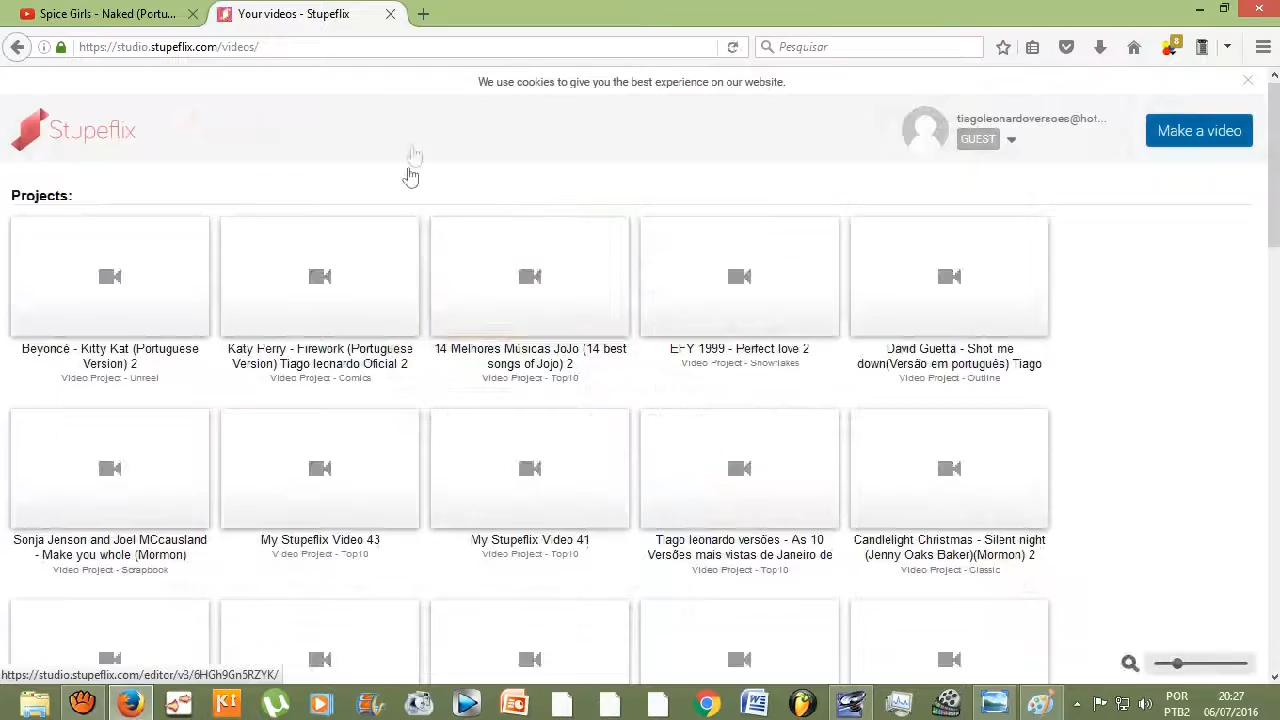 Spice Girls - Naked (Portu...
Your videos - Stupeflix
https://studio.stupeflix.com/videos/
Pesquisar
8
We use cookies to give you the best experience on our website.
Stupeflix
tiagoleonardoversoes@hot...
GUEST
Make a video
Projects:
Beyoncé - Kitty Kat (Portuguese
Version) 2
Video Project - Unreel
Katy Perry - Firework (Portuguese
Version) Tiago leonardo Oficial 2
Video Project - Comics
14 Melhores Músicas JoJo (14 best
songs of Jojo) 2
Video Project - Top10
EFY 1999 - Perfect love 2
Video Project - Snowflakes
David Guetta - Shot me
down(Versão em português) Tiago
Video Project - Outline
Sonja Jenson and Joel MCcausland
- Make you whole (Mormon)
Video Project - Scrapbook
My Stupeflix Video 43
Video Project - Top10
My Stupeflix Video 41
Video Project - Top10
Tiago leonardo versões - As 10
Versões mais vistas de Janeiro de
Video Project - Top10
Candlelight Christmas - Silent night
(Jenny Oaks Baker)(Mormon) 2
Video Project - Classic
https://studio.stupeflix.com/editor/v3/6HGh9Gn5RZYK/
POR
PTB2
20:27
06/07/2016